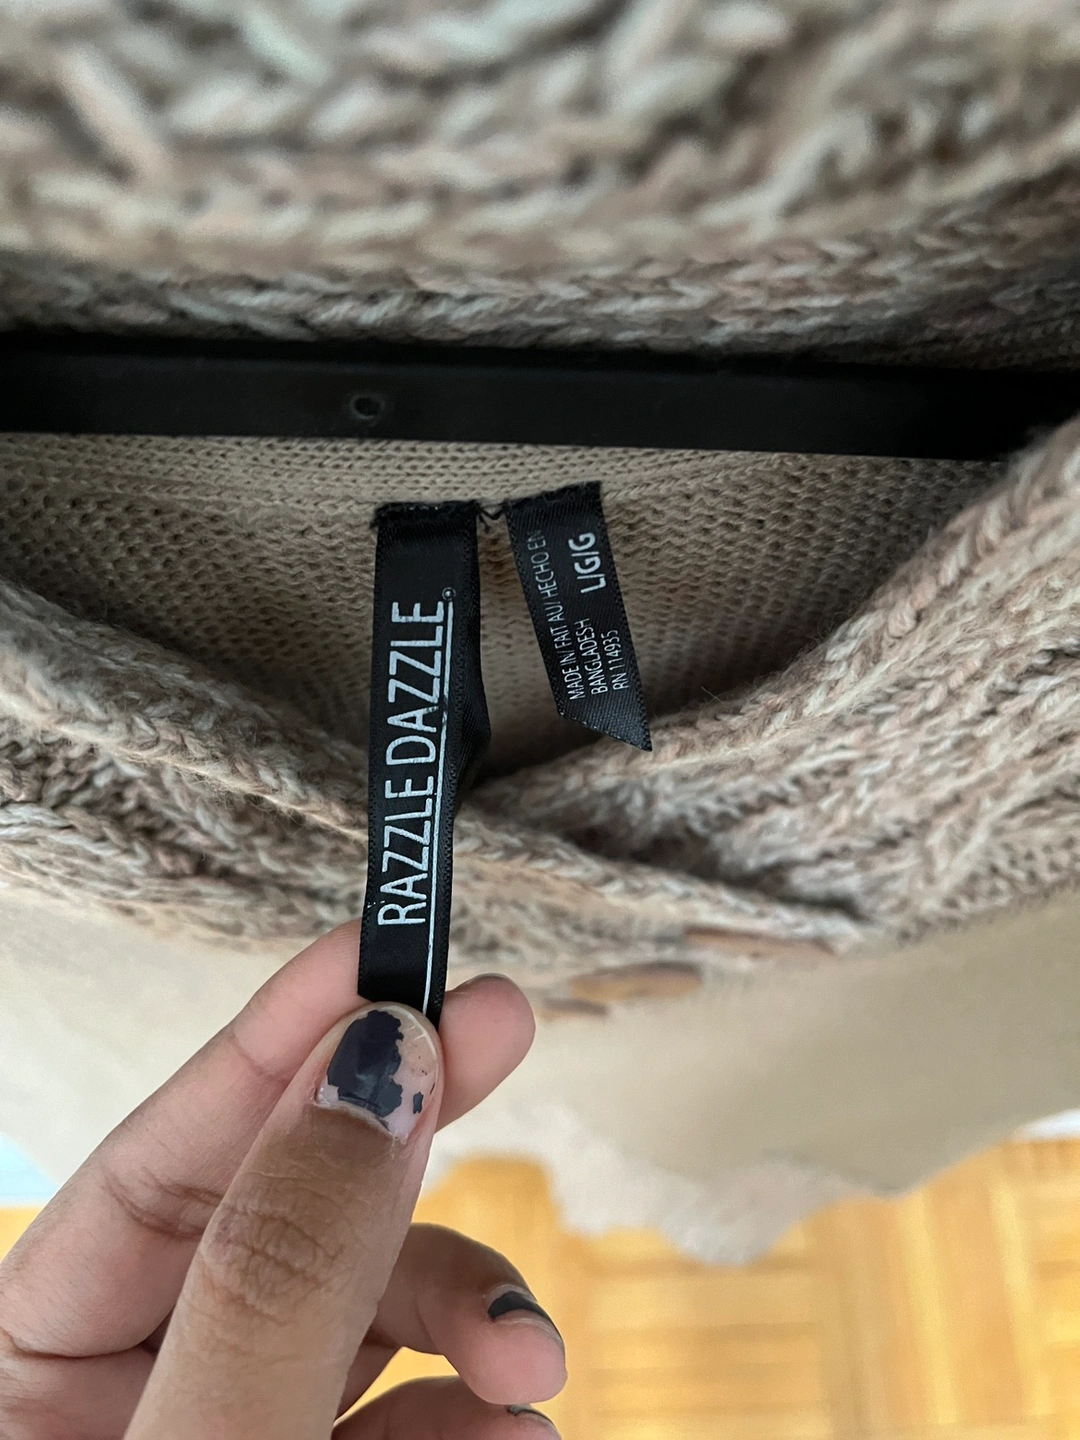 RAZZLE DAZZLE®
MADE IN/ FAIT AU/ HECHO EN
BANGLADESH L/G/G
RN 114935